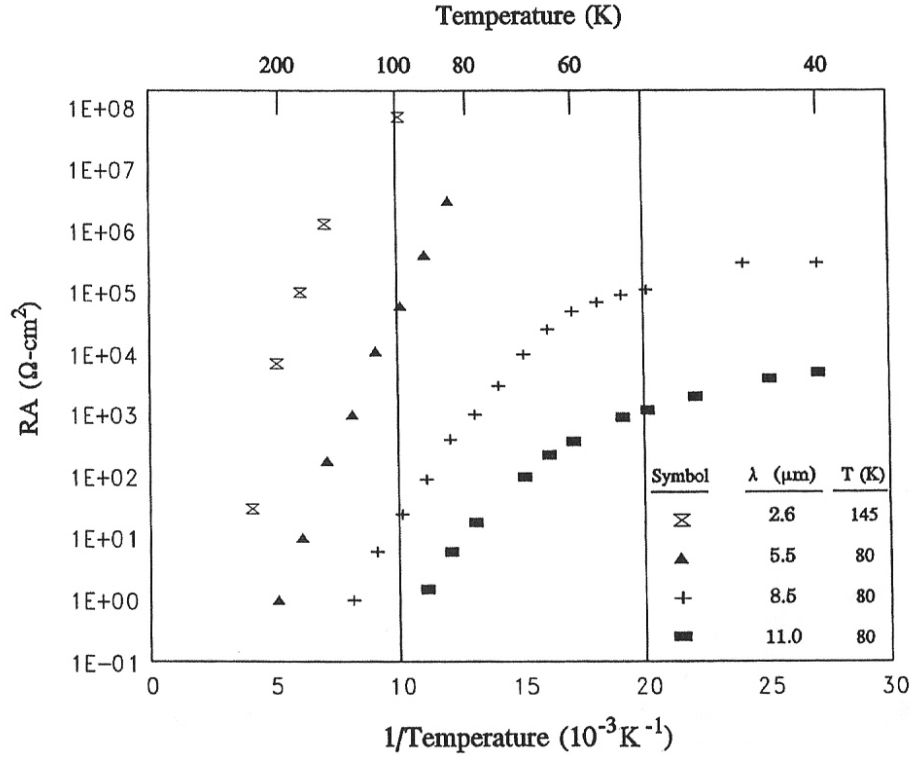 Temperature (K)
200 100 80 60 40
1E+08
1E+07
1E+06
1E+05
1E+04
1E+03
1E+02
1E+01
1E+00
1E−01
RA (Ω-cm²)
Symbol λ (μm) T (K)
2.6 145
5.5 80
8.5 80
11.0 80
0 5 10 15 20 25 30
1/Temperature (10⁻³K⁻¹)